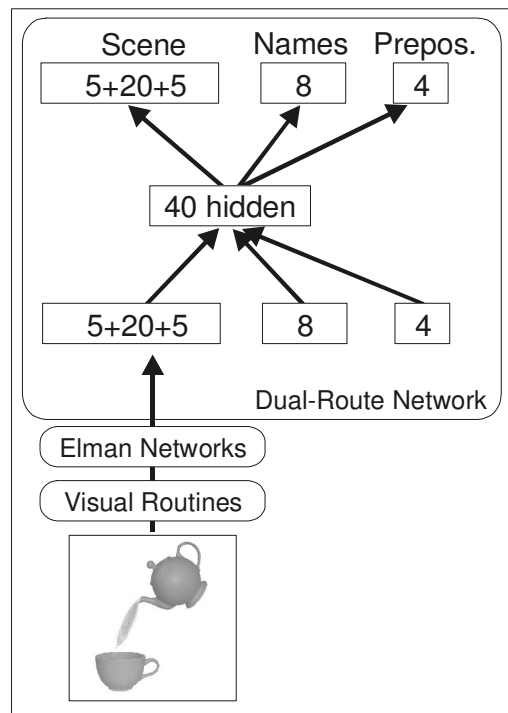 Scene Names Prepos.
5+20+5 8 4
40 hidden
5+20+5 8 4
Dual-Route Network
Elman Networks
Visual Routines